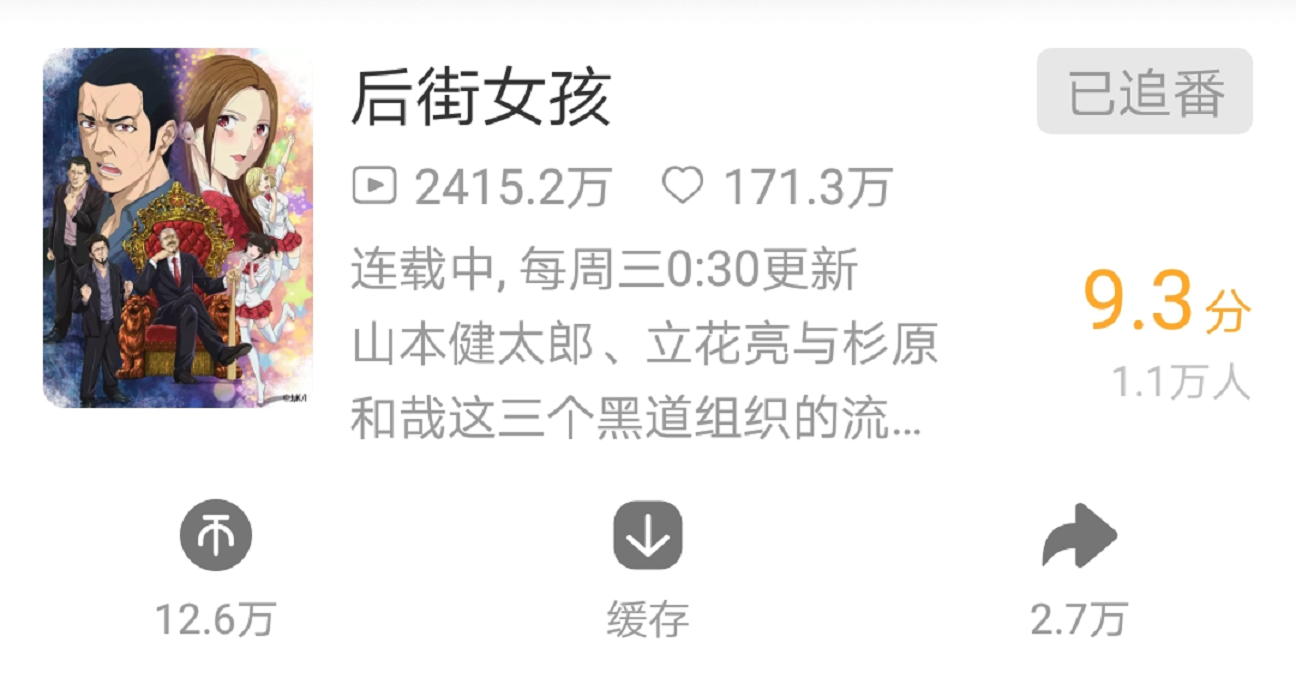 后街女孩
已追番
2415.2万 171.3万
连载中, 每周三0:30更新
9.3分
山本健太郎、立花亮与杉原
1.1万人
和哉这三个黑道组织的流...
12.6万
缓存
2.7万